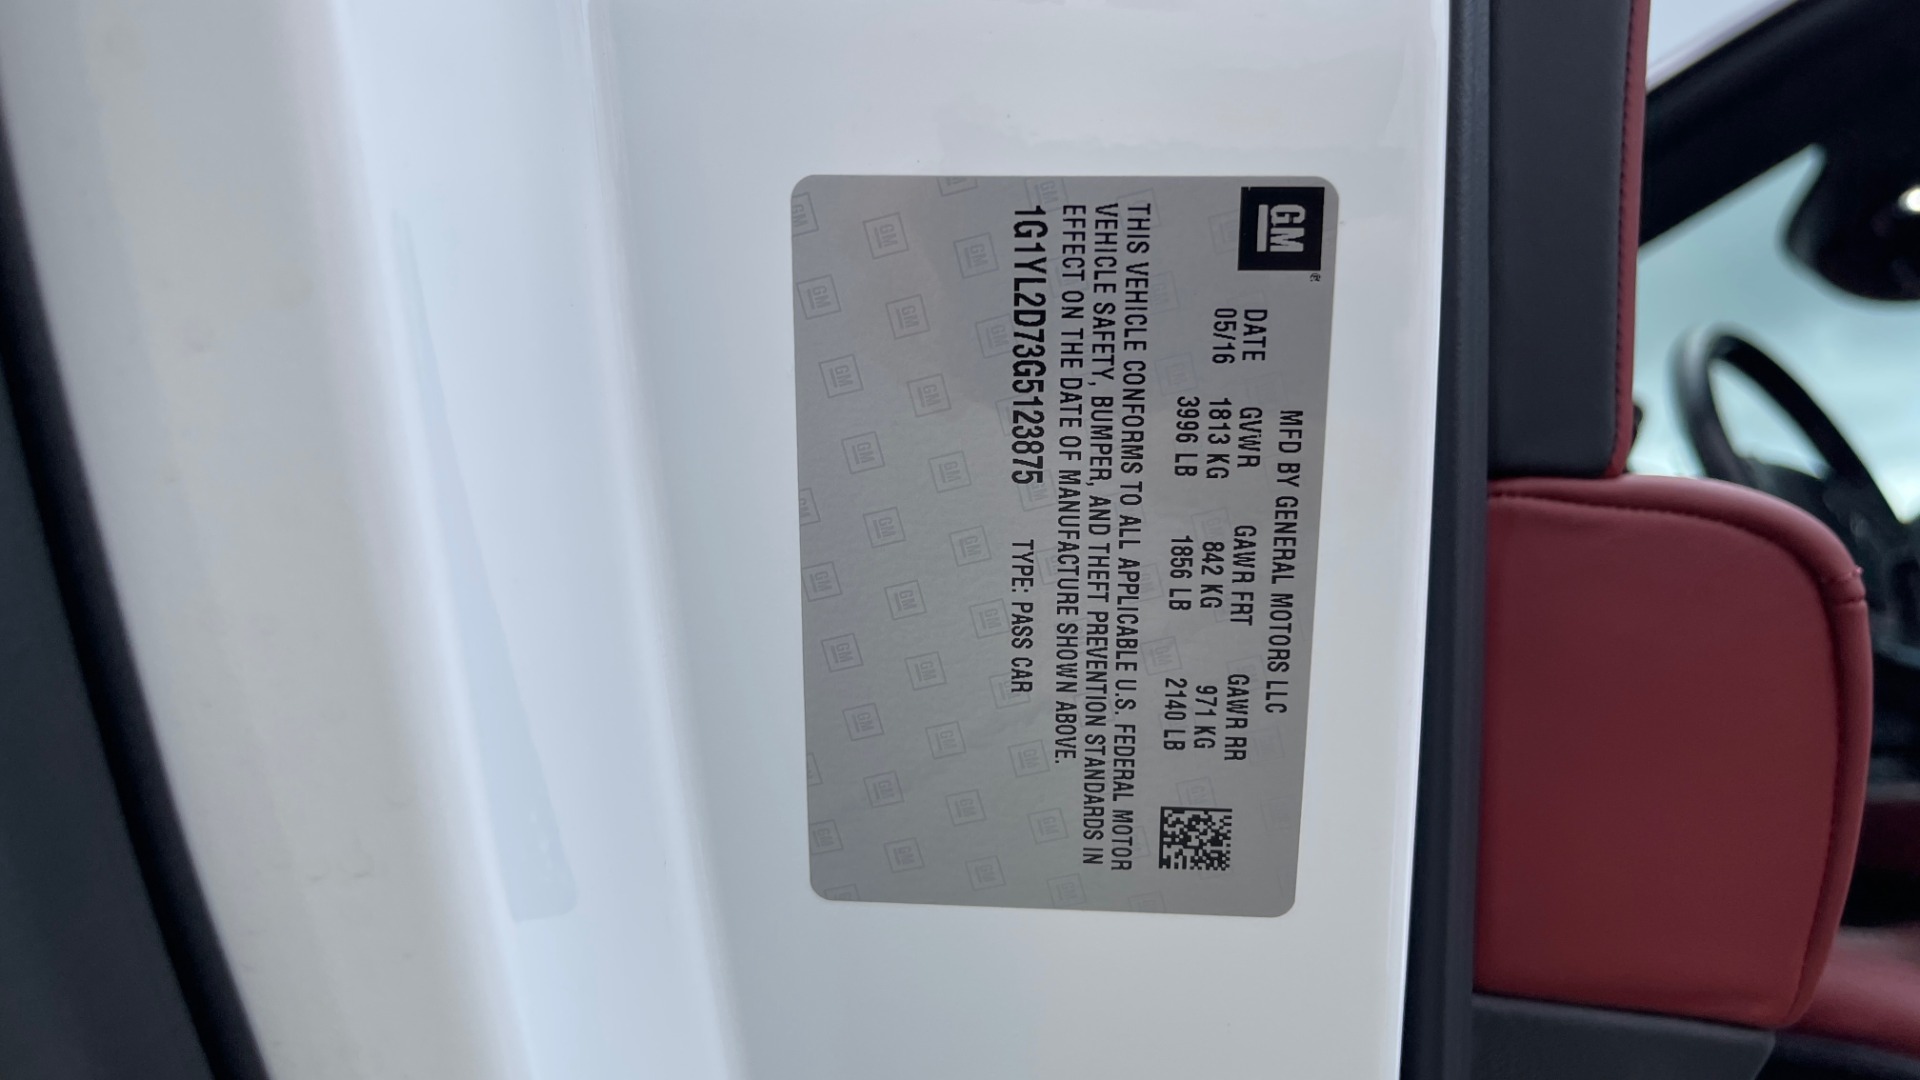 GM®
MFD BY GENERAL MOTORS LLC
DATE GVWR GAWR FRT GAWR RR
05/16 1813 KG 842 KG 971 KG
3996 LB 1856 LB 2140 LB
THIS VEHICLE CONFORMS TO ALL APPLICABLE U.S. FEDERAL MOTOR
VEHICLE SAFETY, BUMPER, AND THEFT PREVENTION STANDARDS IN
EFFECT ON THE DATE OF MANUFACTURE SHOWN ABOVE.
1G1YL2D73G5123875 TYPE: PASS CAR